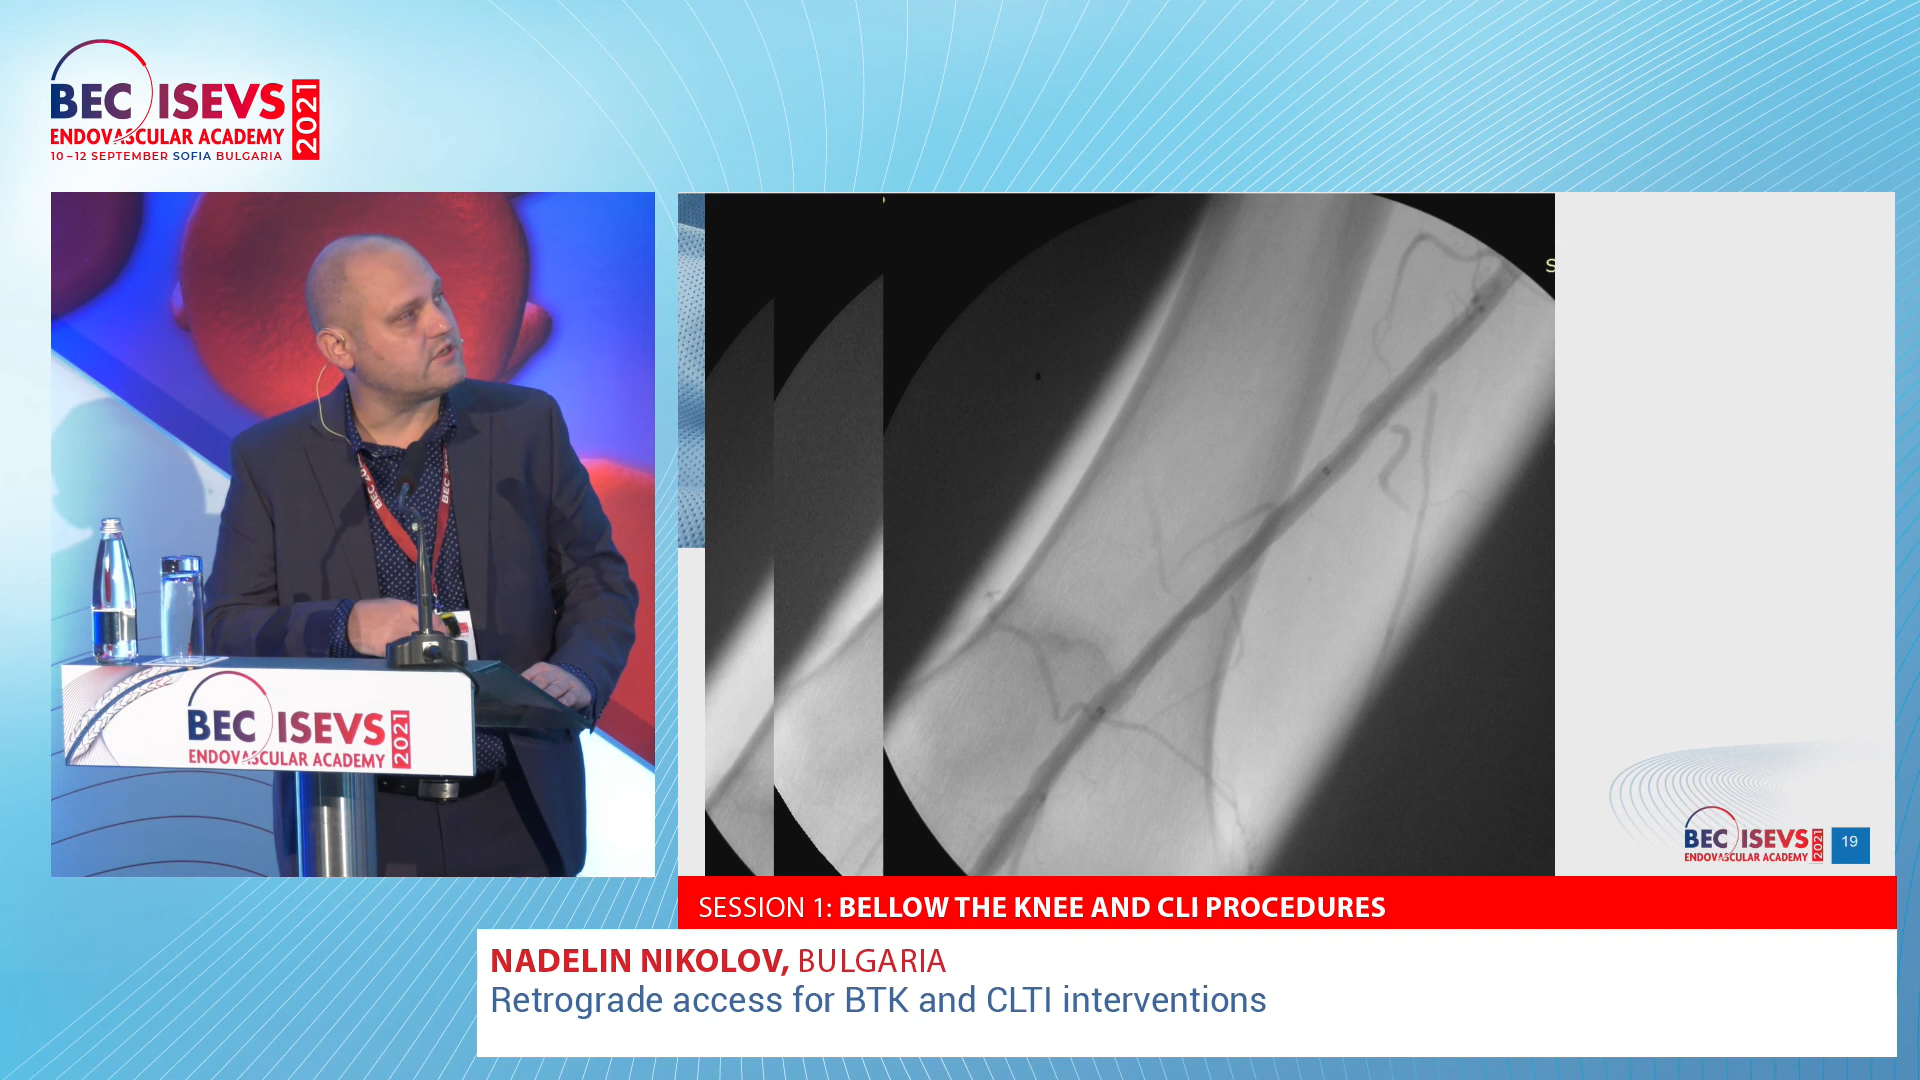 BEC ISEVS 2021
ENDOVASCULAR ACADEMY
10–12 SEPTEMBER SOFIA BULGARIA
BEC
BEC ISEVS 2021
ENDOVASCULAR ACADEMY
S
BEC ISEVS 2021
ENDOVASCULAR ACADEMY
19
SESSION 1: BELLOW THE KNEE AND CLI PROCEDURES
NADELIN NIKOLOV, BULGARIA
Retrograde access for BTK and CLTI interventions